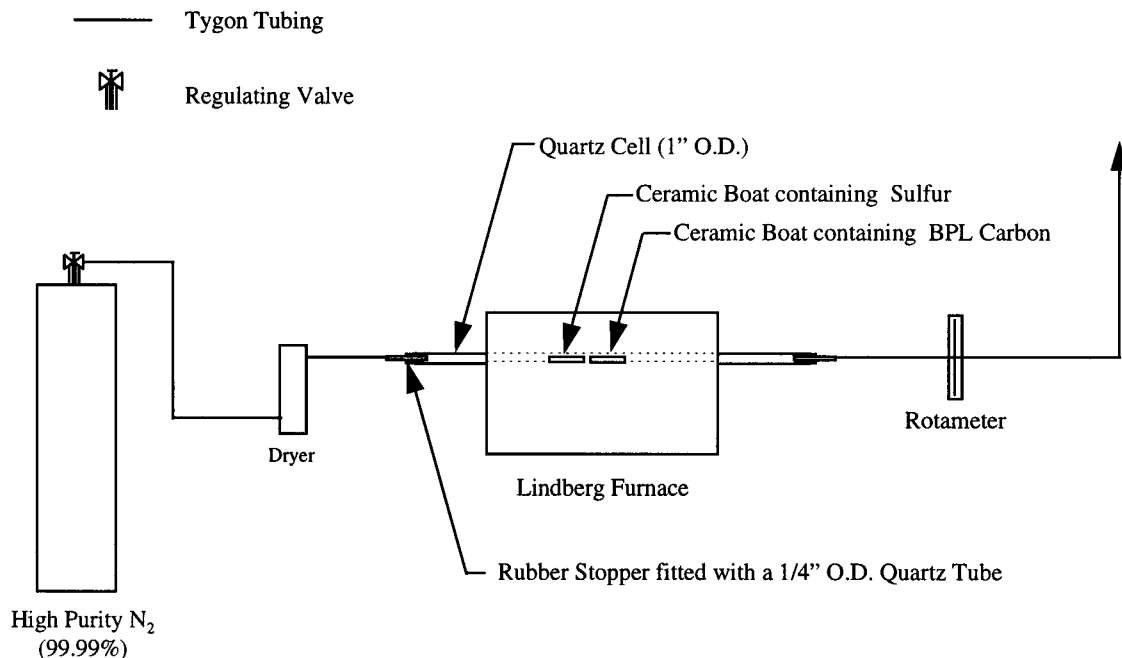 Tygon Tubing
Regulating Valve
Quartz Cell (1” O.D.)
Ceramic Boat containing Sulfur
Ceramic Boat containing BPL Carbon
Rotameter
Dryer
Lindberg Furnace
Rubber Stopper fitted with a 1/4” O.D. Quartz Tube
High Purity N₂
(99.99%)